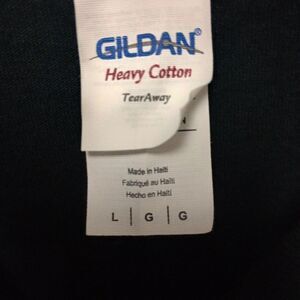 GILDAN®
Heavy Cotton
TearAway
Made in Haiti
Fabriqué au Haïti
Hecho en Haití
L | G | G